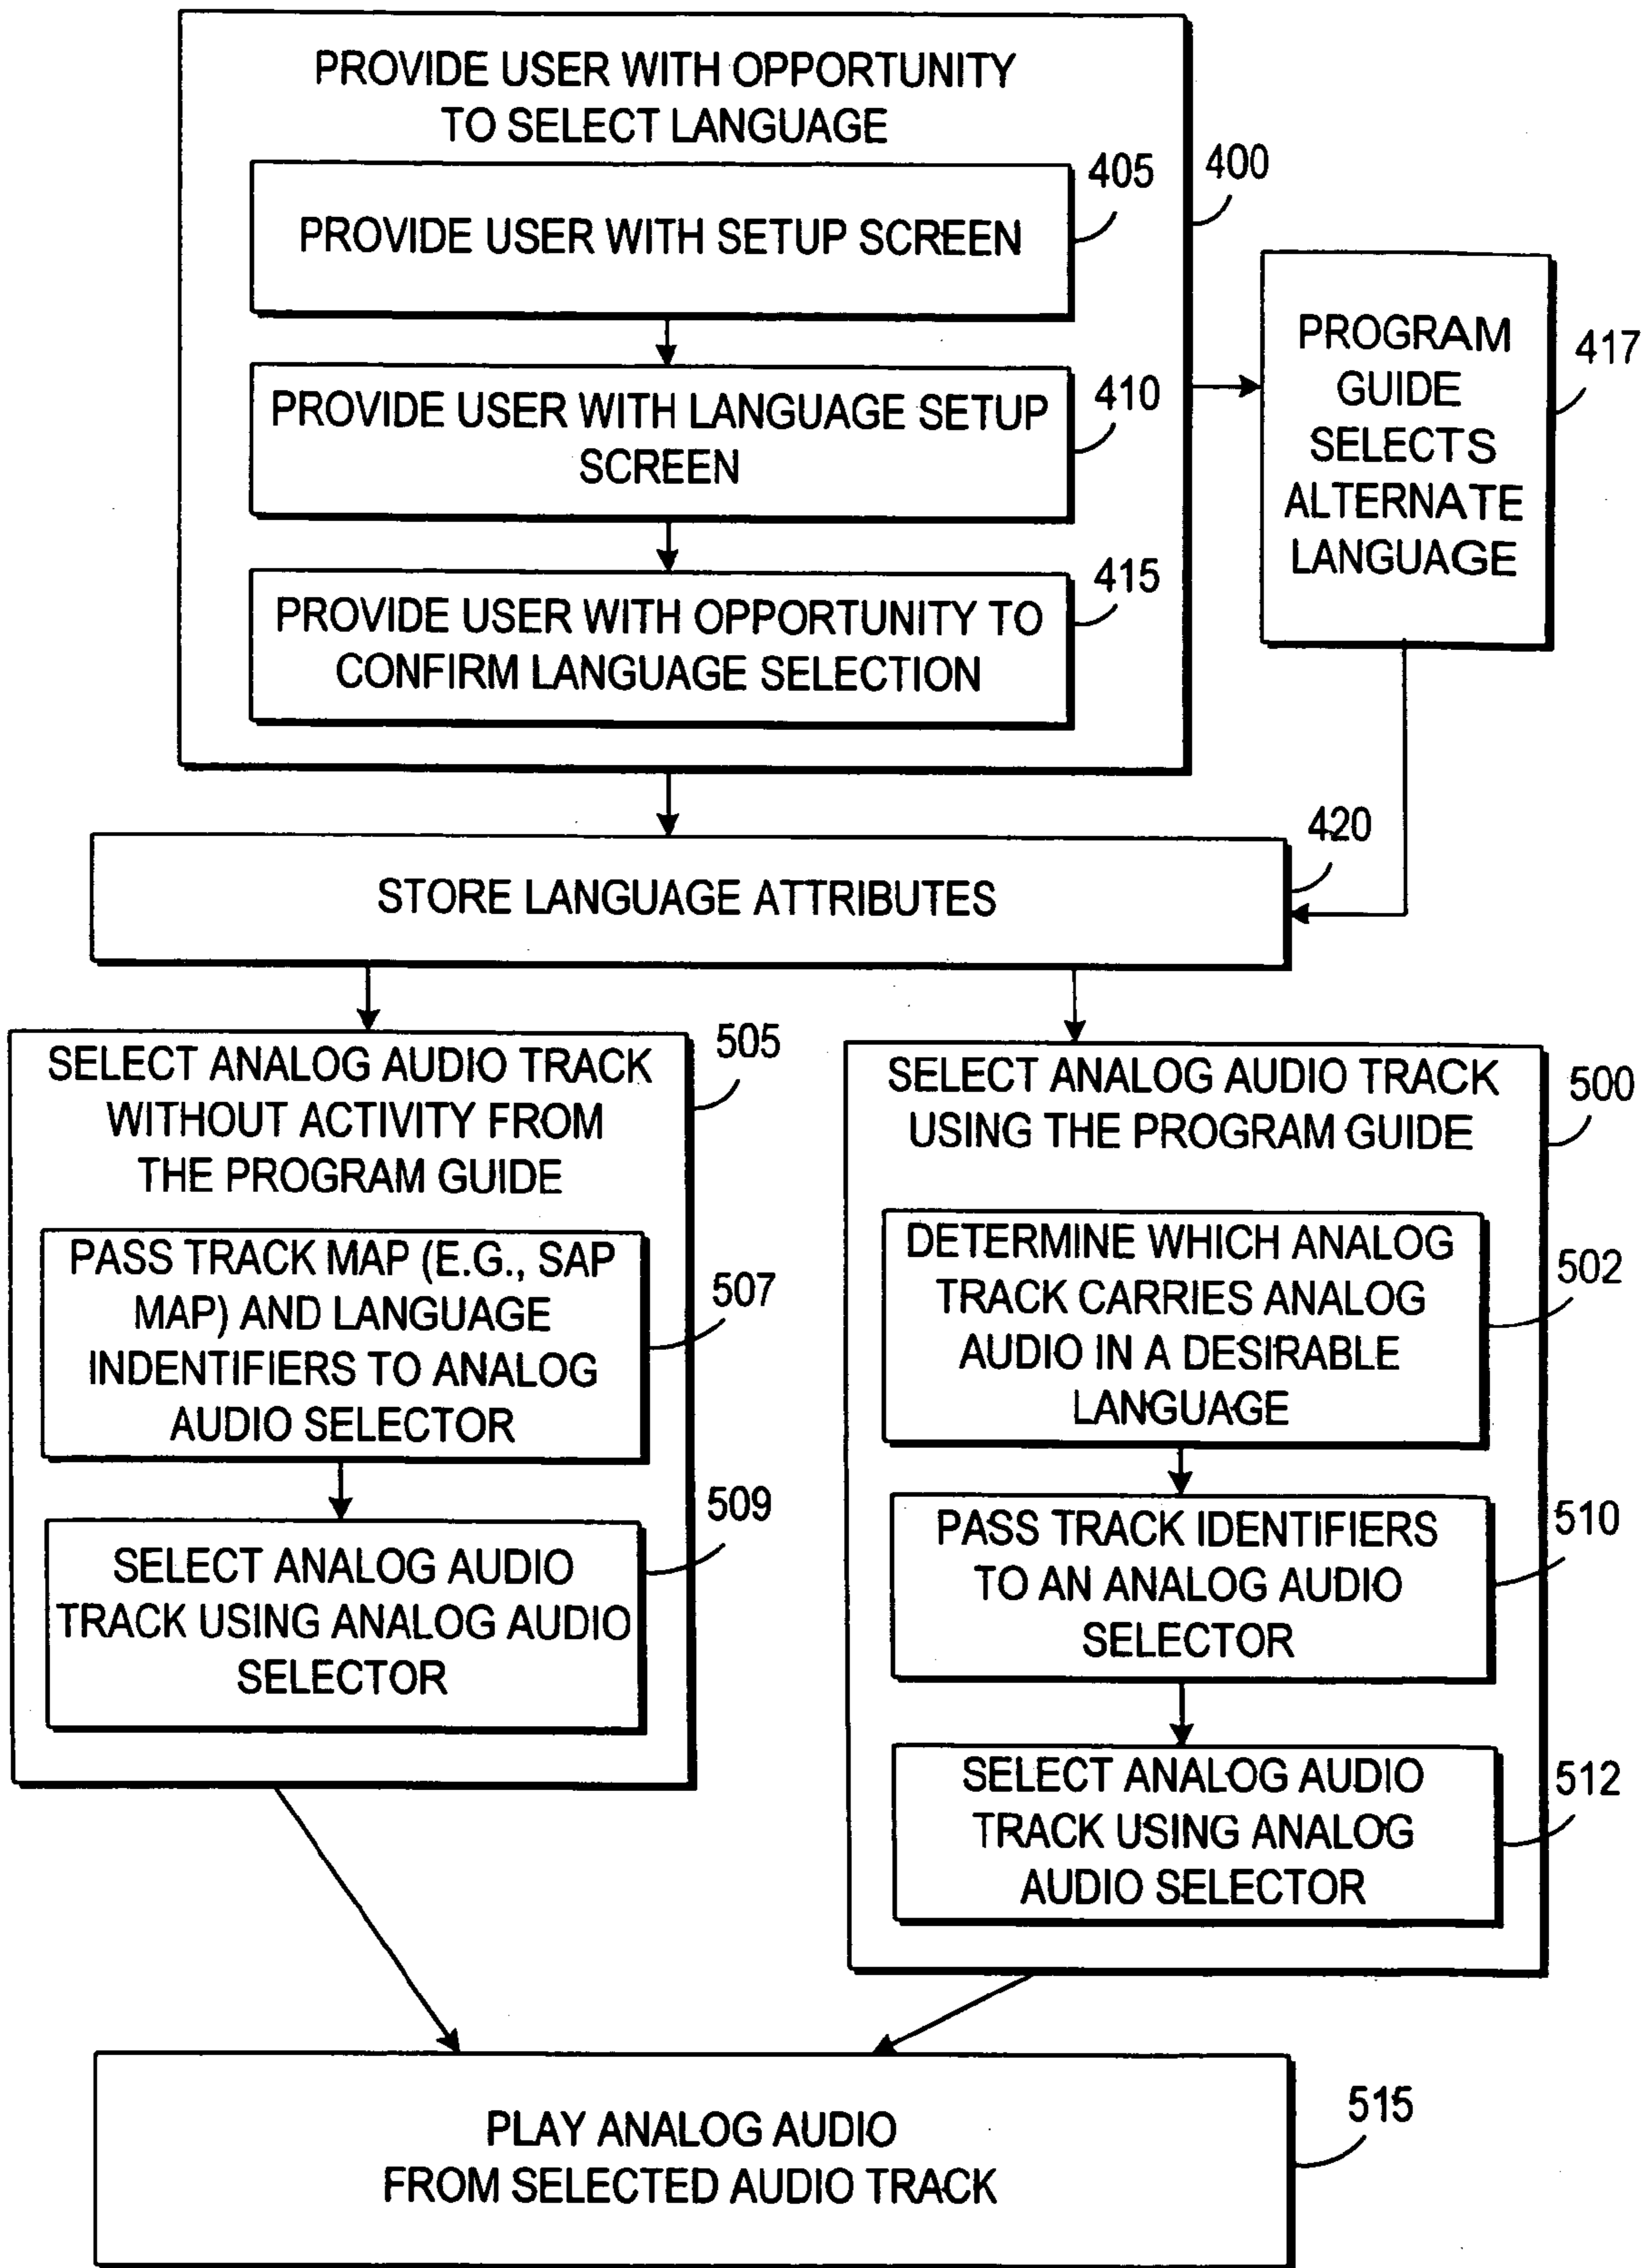 PROVIDE USER WITH OPPORTUNITY
TO SELECT LANGUAGE
400
405
PROVIDE USER WITH SETUP SCREEN
410
PROVIDE USER WITH LANGUAGE SETUP
SCREEN
415
PROVIDE USER WITH OPPORTUNITY TO
CONFIRM LANGUAGE SELECTION
PROGRAM
GUIDE
SELECTS
ALTERNATE
LANGUAGE
417
420
STORE LANGUAGE ATTRIBUTES
505
SELECT ANALOG AUDIO TRACK
WITHOUT ACTIVITY FROM
THE PROGRAM GUIDE
PASS TRACK MAP (E.G., SAP
MAP) AND LANGUAGE
INDENTIFIERS TO ANALOG
AUDIO SELECTOR
507
509
SELECT ANALOG AUDIO
TRACK USING ANALOG AUDIO
SELECTOR
SELECT ANALOG AUDIO TRACK
USING THE PROGRAM GUIDE
500
DETERMINE WHICH ANALOG
TRACK CARRIES ANALOG
AUDIO IN A DESIRABLE
LANGUAGE
502
PASS TRACK IDENTIFIERS
TO AN ANALOG AUDIO
SELECTOR
510
SELECT ANALOG AUDIO
TRACK USING ANALOG
AUDIO SELECTOR
512
PLAY ANALOG AUDIO
FROM SELECTED AUDIO TRACK
515